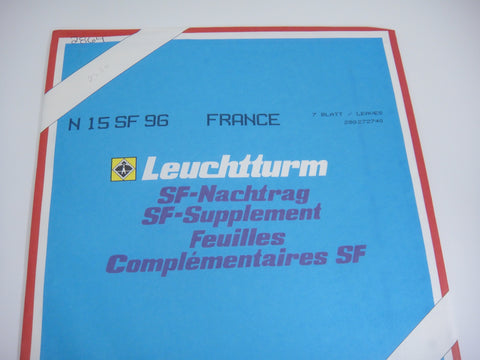 N 15 SF 96 FRANCE
7 BLATT / LEAVES
Leuchtturm
SF-Nachtrag
SF-Supplement
Feuilles
Complémentaires SF